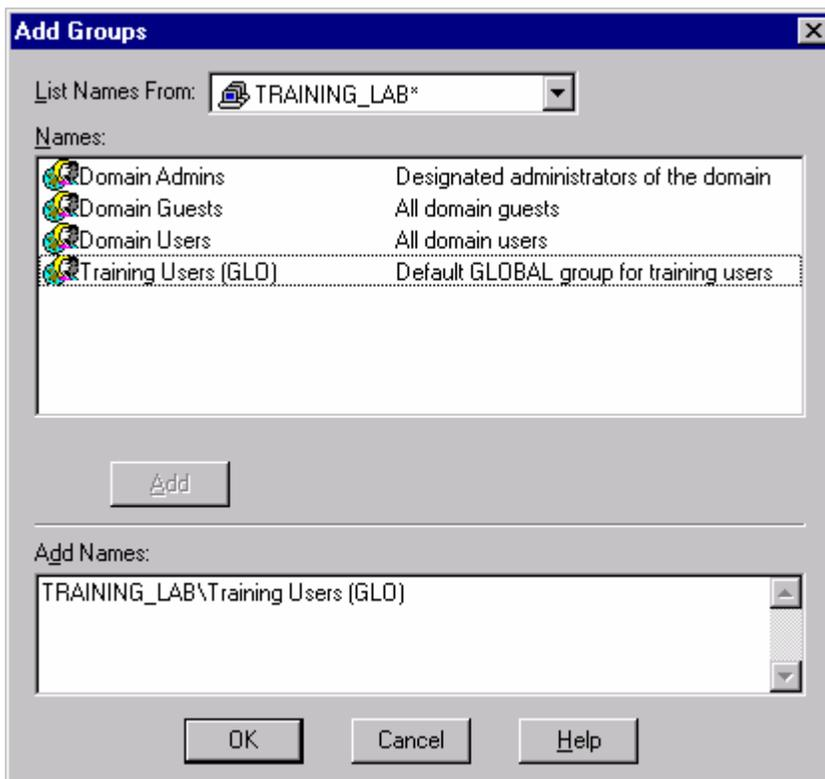 Add Groups
List Names From: TRAINING_LAB*
Names:
Domain Admins Designated administrators of the domain
Domain Guests All domain guests
Domain Users All domain users
Training Users (GLO) Default GLOBAL group for training users
Add
Add Names:
TRAINING_LAB\Training Users (GLO)
OK Cancel Help